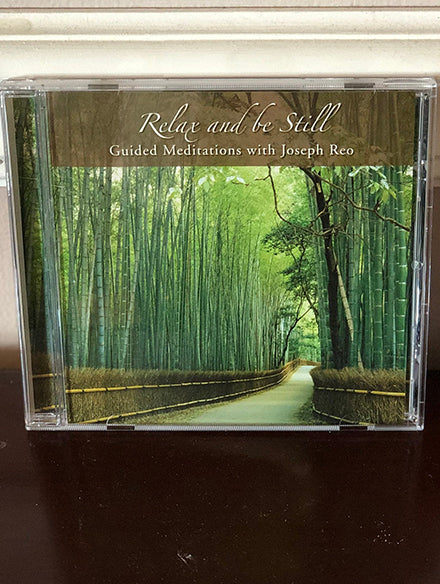 Relax and be Still
Guided Meditations with Joseph Reo